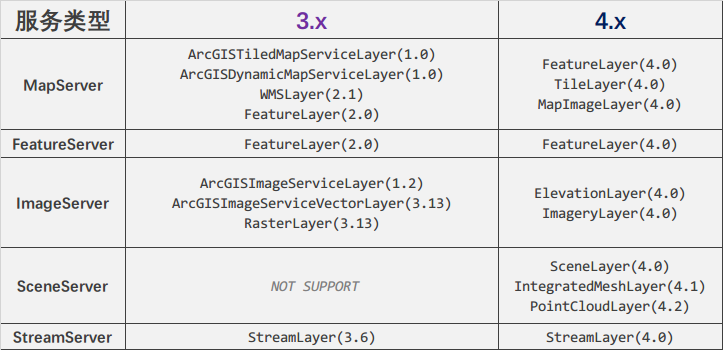 服务类型 3.x 4.x
MapServer
ArcGISTiledMapServiceLayer(1.0)
ArcGISDynamicMapServiceLayer(1.0)
WMSLayer(2.1)
FeatureLayer(2.0)
FeatureLayer(4.0)
TileLayer(4.0)
MapImageLayer(4.0)
FeatureServer FeatureLayer(2.0) FeatureLayer(4.0)
ImageServer
ArcGISImageServiceLayer(1.2)
ArcGISImageServiceVectorLayer(3.13)
RasterLayer(3.13)
ElevationLayer(4.0)
ImageryLayer(4.0)
SceneServer
NOT SUPPORT
SceneLayer(4.0)
IntegratedMeshLayer(4.1)
PointCloudLayer(4.2)
StreamServer StreamLayer(3.6) StreamLayer(4.0)